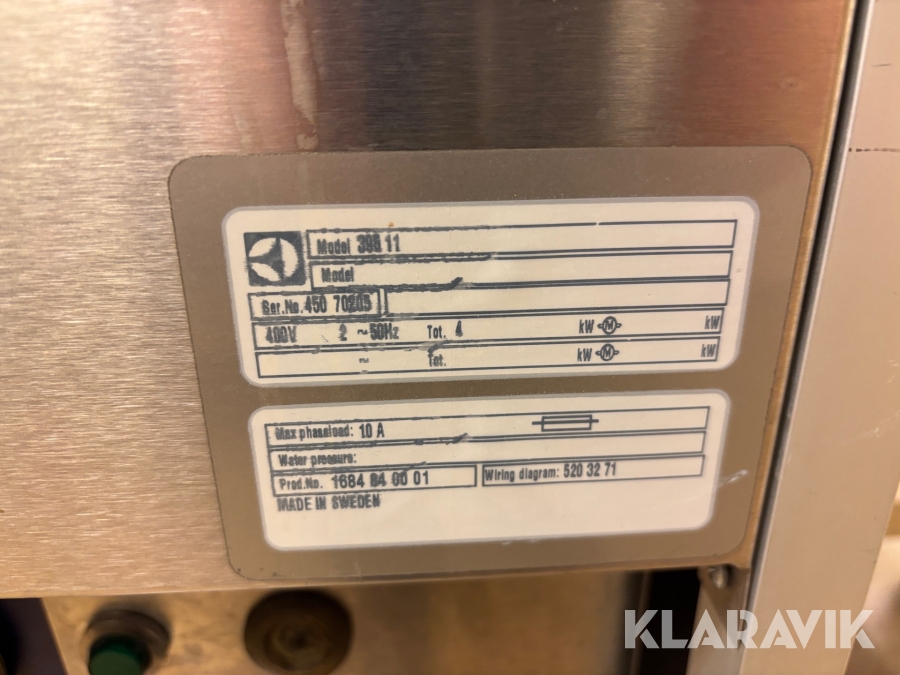 Model 398 11
Model
Ser.No. 450 70205
400V 2 ~ 50Hz Tot. 4 kW M kW
~ Tot. kW M kW
Max phaseload: 10 A
Water pressure:
Prod.No. 1684 84 00 01 Wiring diagram: 520 32 71
MADE IN SWEDEN
KLARAVIK